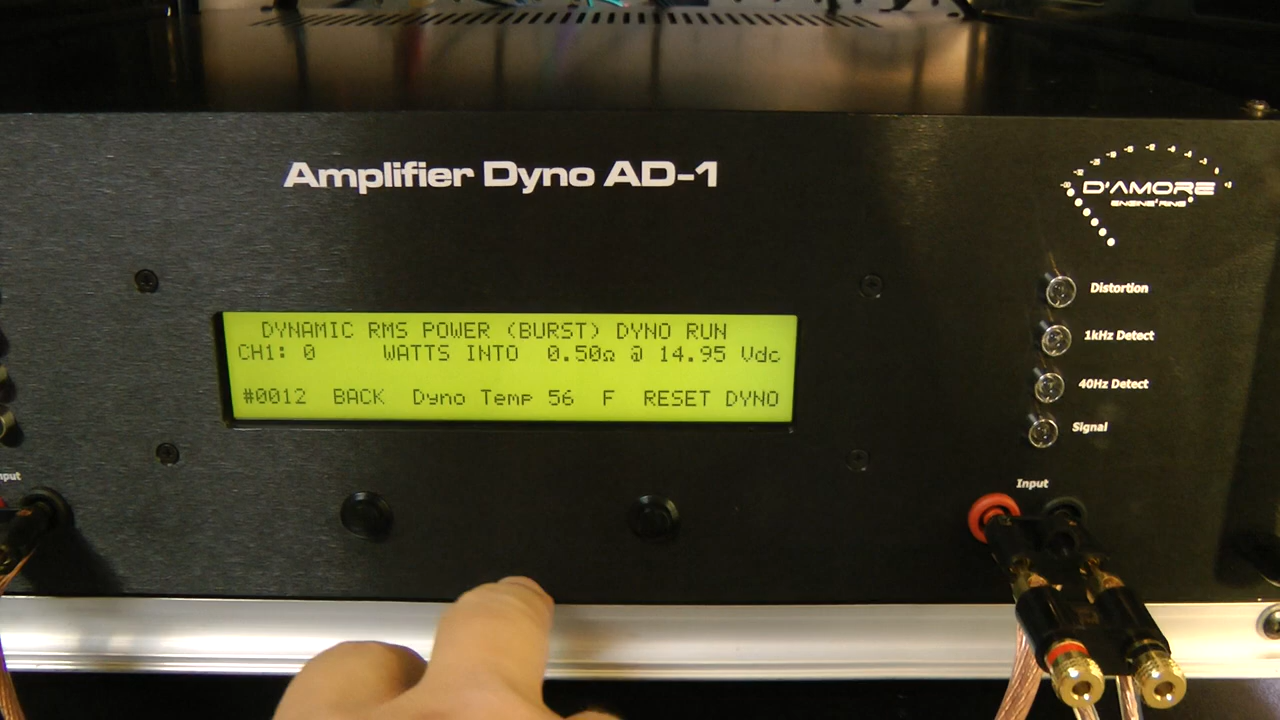 Amplifier Dyno AD-1
D'AMORE
ENGINEERING
DYNAMIC RMS POWER (BURST) DYNO RUN
CH1: 0 WATTS INTO 0.50Ω @ 14.95 Vdc
#0012 BACK Dyno Temp 56 F RESET DYNO
Distortion
1kHz Detect
40Hz Detect
Signal
Input